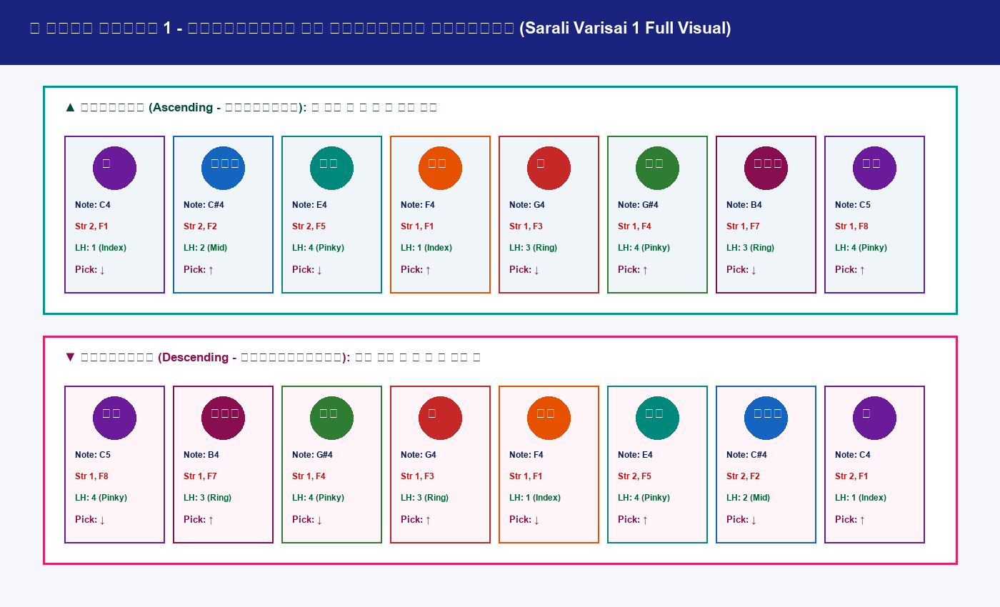 1 - (Sarali Varisai 1 Full Visual)
▲ (Ascending - ):
Note: C4
Str 2, F1
LH: 1 (Index)
Pick: ↓
Note: C#4
Str 2, F2
LH: 2 (Mid)
Pick: ↑
Note: E4
Str 2, F5
LH: 4 (Pinky)
Pick: ↓
Note: F4
Str 1, F1
LH: 1 (Index)
Pick: ↑
Note: G4
Str 1, F3
LH: 3 (Ring)
Pick: ↓
Note: G#4
Str 1, F4
LH: 4 (Pinky)
Pick: ↑
Note: B4
Str 1, F7
LH: 3 (Ring)
Pick: ↓
Note: C5
Str 1, F8
LH: 4 (Pinky)
Pick: ↑
▼ (Descending - ):
Note: C5
Str 1, F8
LH: 4 (Pinky)
Pick: ↓
Note: B4
Str 1, F7
LH: 3 (Ring)
Pick: ↑
Note: G#4
Str 1, F4
LH: 4 (Pinky)
Pick: ↓
Note: G4
Str 1, F3
LH: 3 (Ring)
Pick: ↑
Note: F4
Str 1, F1
LH: 1 (Index)
Pick: ↓
Note: E4
Str 2, F5
LH: 4 (Pinky)
Pick: ↑
Note: C#4
Str 2, F2
LH: 2 (Mid)
Pick: ↓
Note: C4
Str 2, F1
LH: 1 (Index)
Pick: ↑